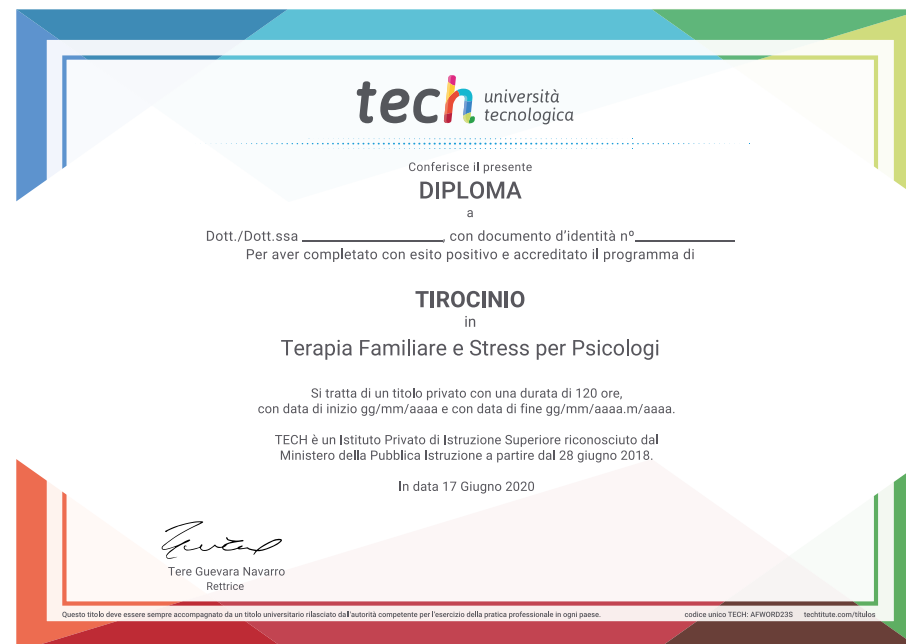 tech università
tecnologica
Conferisce il presente
DIPLOMA
a
Dott./Dott.ssa ____________, con documento d'identità nº____________
Per aver completato con esito positivo e accreditato il programma di
TIROCINIO
in
Terapia Familiare e Stress per Psicologi
Si tratta di un titolo privato con una durata di 120 ore,
con data di inizio gg/mm/aaaa e con data di fine gg/mm/aaaa.m/aaaa.
TECH è un Istituto Privato di Istruzione Superiore riconosciuto dal
Ministero della Pubblica Istruzione a partire dal 28 giugno 2018.
In data 17 Giugno 2020
Tere Guevara Navarro
Rettrice
Questo titolo deve essere sempre accompagnato da un titolo universitario rilasciato dall'autorità competente per l'esercizio della pratica professionale in ogni paese.
codice unico TECH: AFWORD23S techtitute.com/titulos